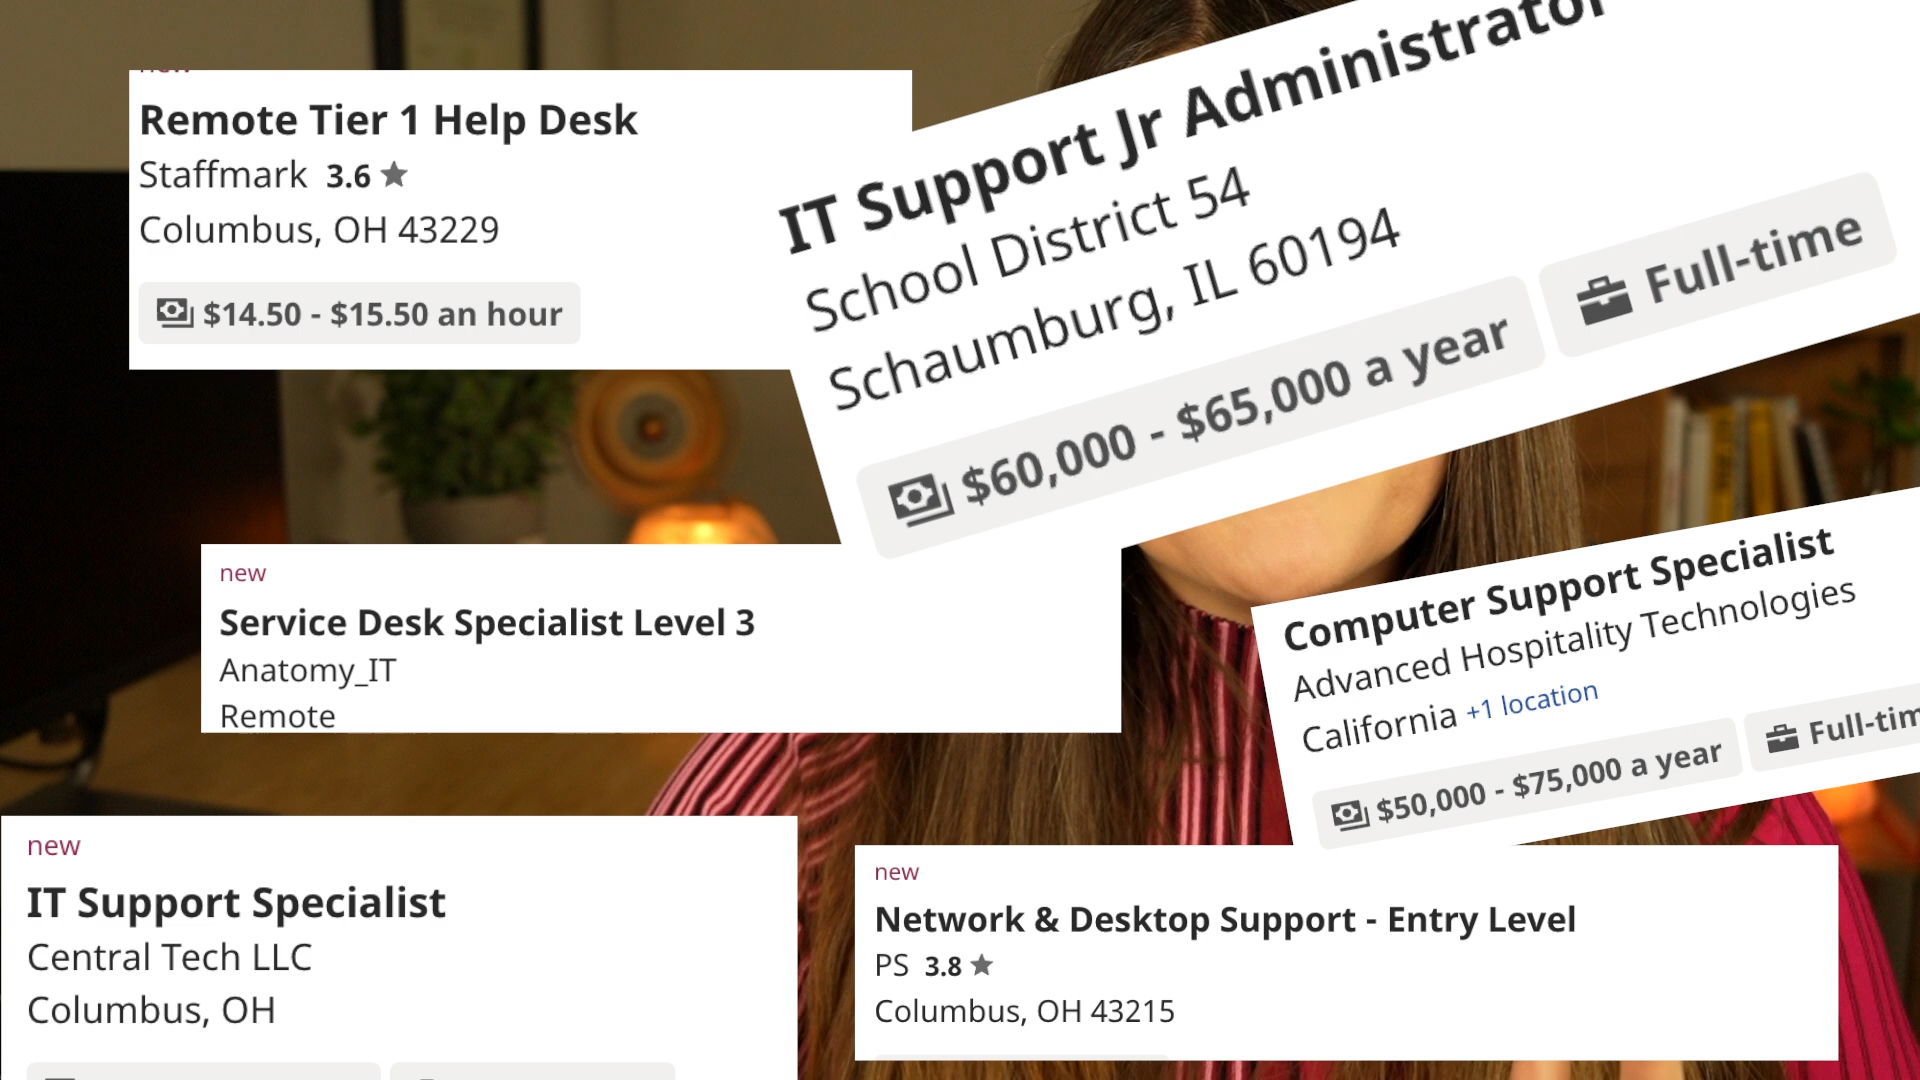 new
Remote Tier 1 Help Desk
Staffmark 3.6
Columbus, OH 43229
$14.50 - $15.50 an hour
IT Support Jr Administrator
School District 54
Schaumburg, IL 60194
$60,000 - $65,000 a year
Full-time
new
Service Desk Specialist Level 3
Anatomy_IT
Remote
Computer Support Specialist
Advanced Hospitality Technologies
California +1 location
$50,000 - $75,000 a year
new
IT Support Specialist
Central Tech LLC
Columbus, OH
new
Network & Desktop Support - Entry Level
PS 3.8
Columbus, OH 43215